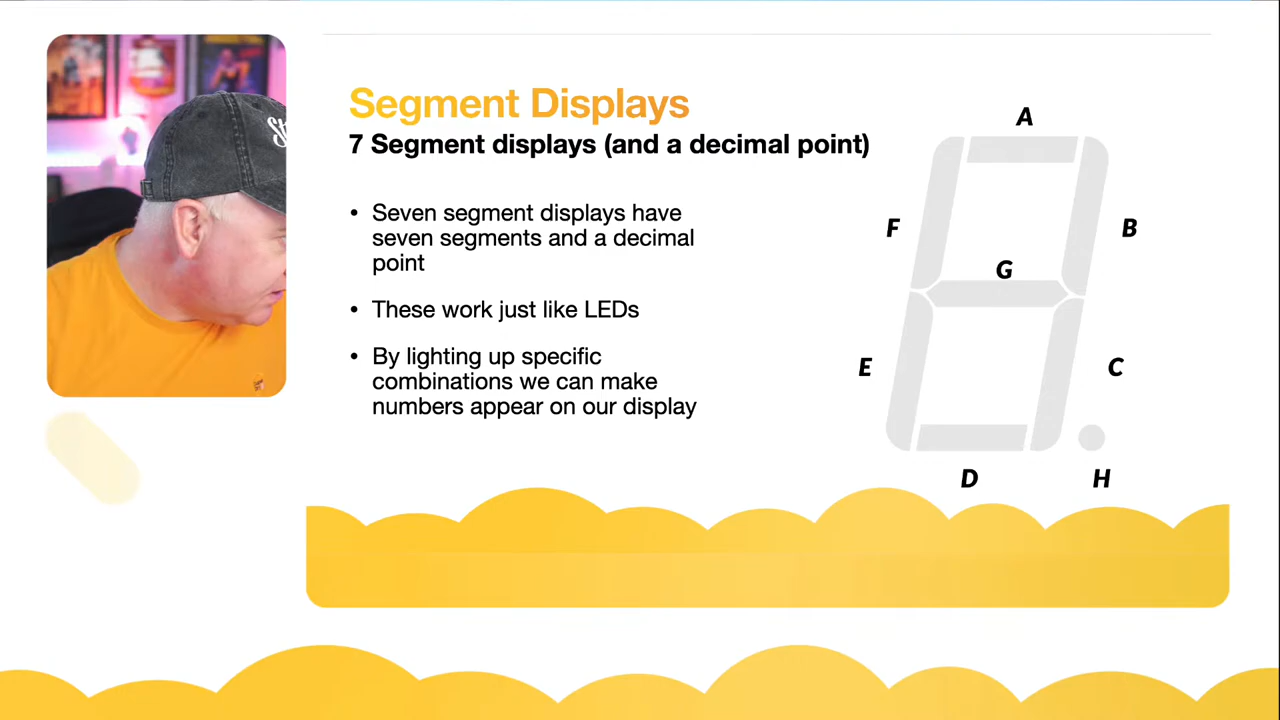 Segment Displays
7 Segment displays (and a decimal point)
• Seven segment displays have
seven segments and a decimal
point
• These work just like LEDs
• By lighting up specific
combinations we can make
numbers appear on our display
A
F
B
G
E
C
D
H